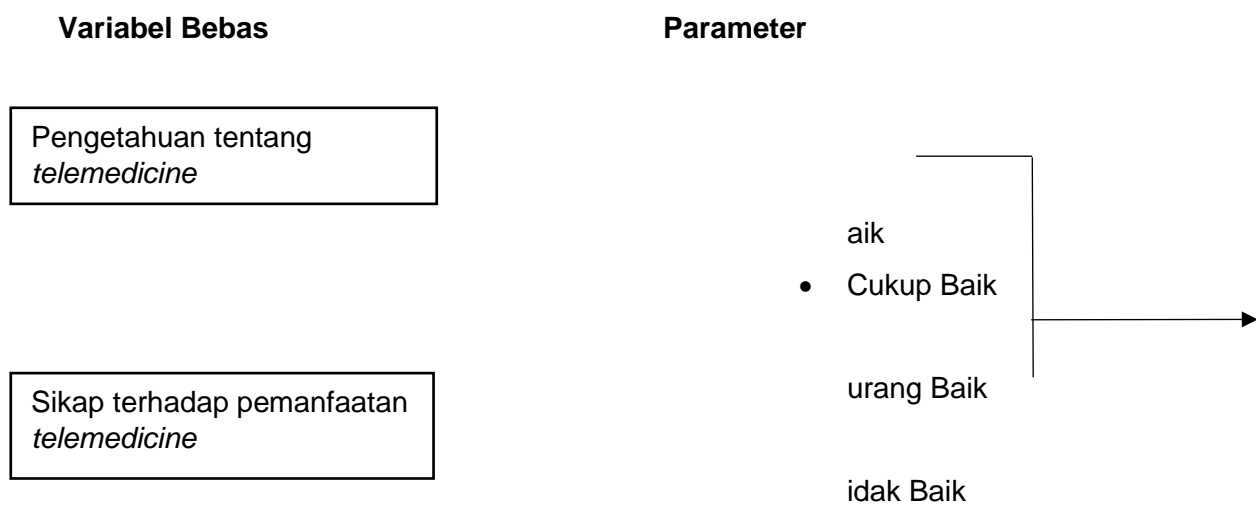 Variabel Bebas
Parameter
Pengetahuan tentang
telemedicine
aik
• Cukup Baik
urang Baik
Sikap terhadap pemanfaatan
telemedicine
idak Baik